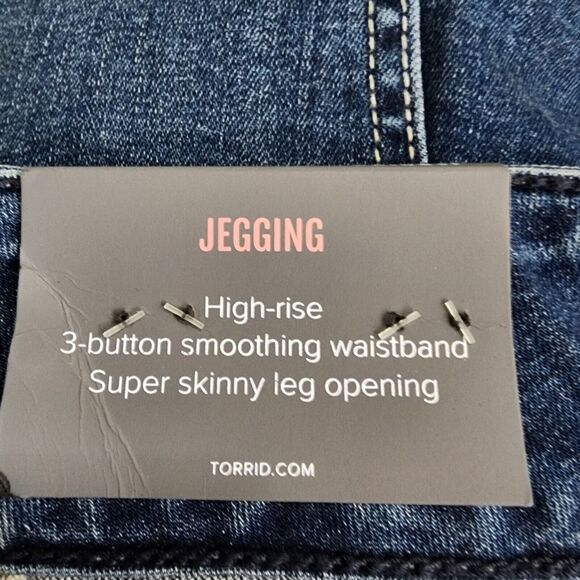 JEGGING
High-rise
3-button smoothing waistband
Super skinny leg opening
TORRID.COM